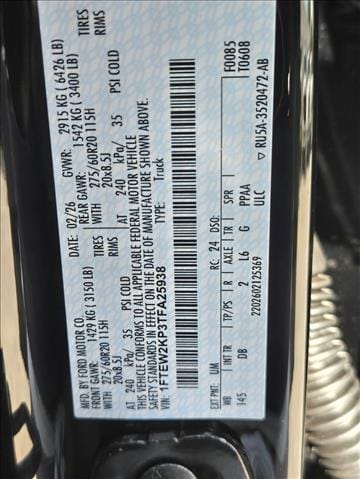 MFD. BY FORD MOTOR CO.
DATE: 02/26 GVWR: 2915 KG ( 6426 LB)
FRONT GAWR: 1429 KG ( 3150 LB) REAR GAWR: 1542 KG ( 3400 LB)
WITH 275/60R20 115H TIRES WITH 275/60R20 115H TIRES
20x8.5J RIMS 20x8.5J RIMS
AT 240 kPa/ 35 PSI COLD AT 240 kPa/ 35 PSI COLD
THIS VEHICLE CONFORMS TO ALL APPLICABLE FEDERAL MOTOR VEHICLE
SAFETY STANDARDS IN EFFECT ON THE DATE OF MANUFACTURE SHOWN ABOVE.
VIN: 1FTEW2KP3TFA25938 TYPE: Truck
F0085
T0608
EXT PNT: UM RC: 24 DSO:
WB INT TR TP/PS R AXLE TR SPR
145 DB 2 L6 G PPAA
220260212S369 ULC
▽ RU5A-3520472-AB